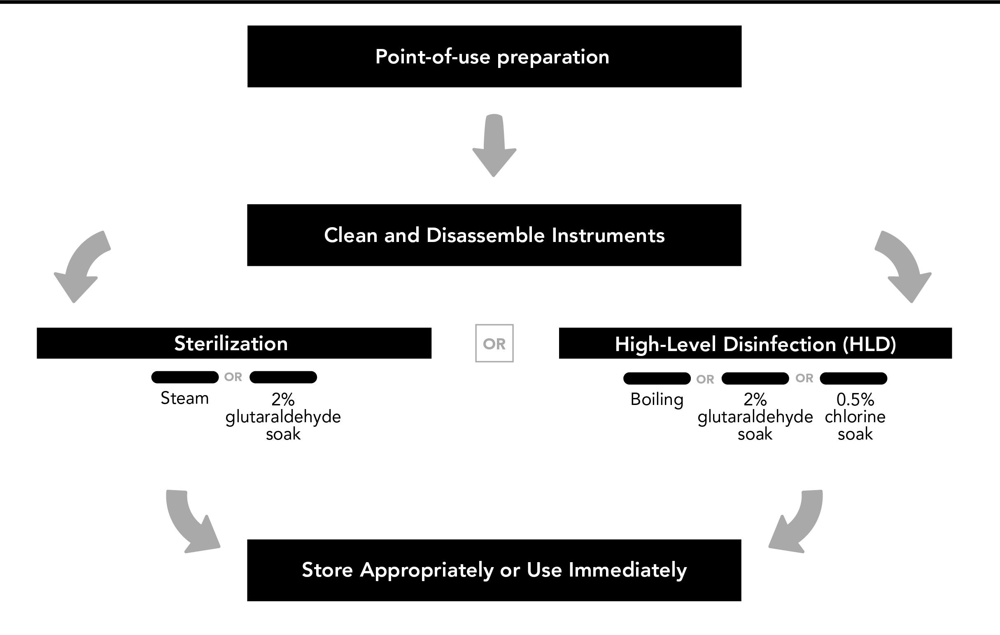 Point-of-use preparation
Clean and Disassemble Instruments
Sterilization
OR
High-Level Disinfection (HLD)
OR
Steam
2%
glutaraldehyde
soak
OR
OR
Boiling
2%
glutaraldehyde
soak
0.5%
chlorine
soak
Store Appropriately or Use Immediately